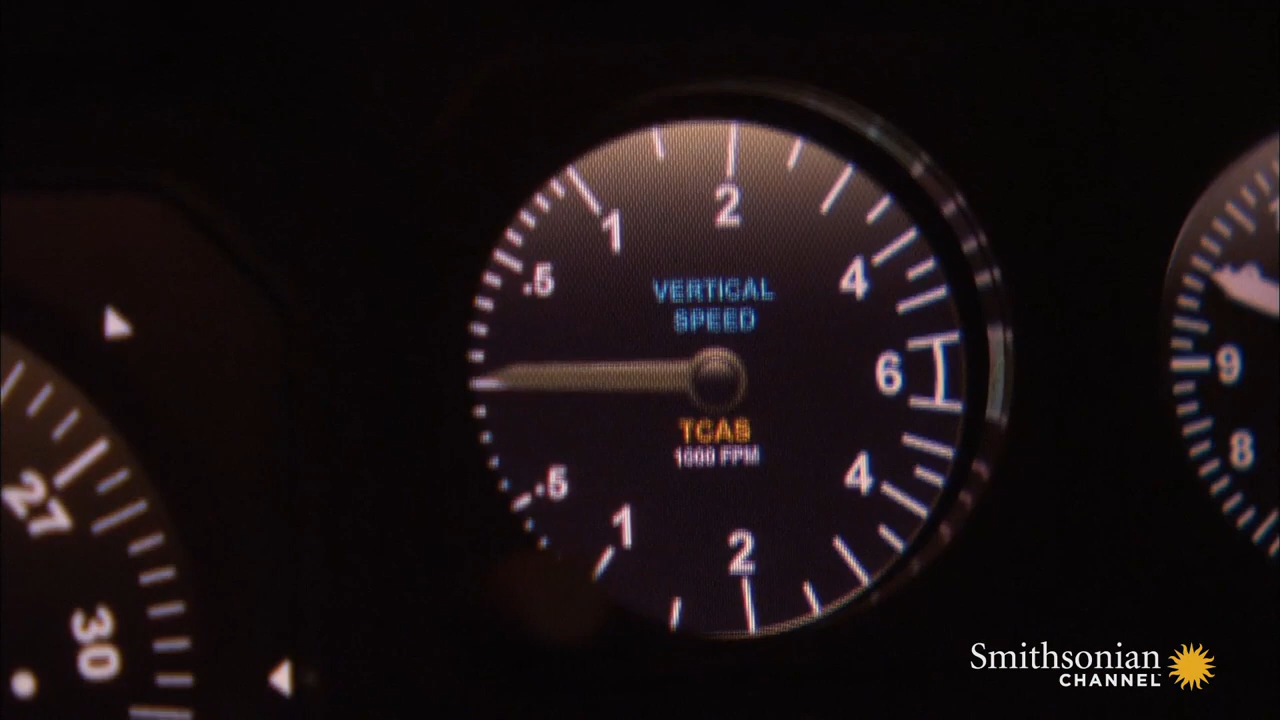 1
2
.5
4
VERTICAL
SPEED
6
9
TCAS
1000 FPM
8
.5
4
27
1
2
30
Smithsonian
CHANNEL